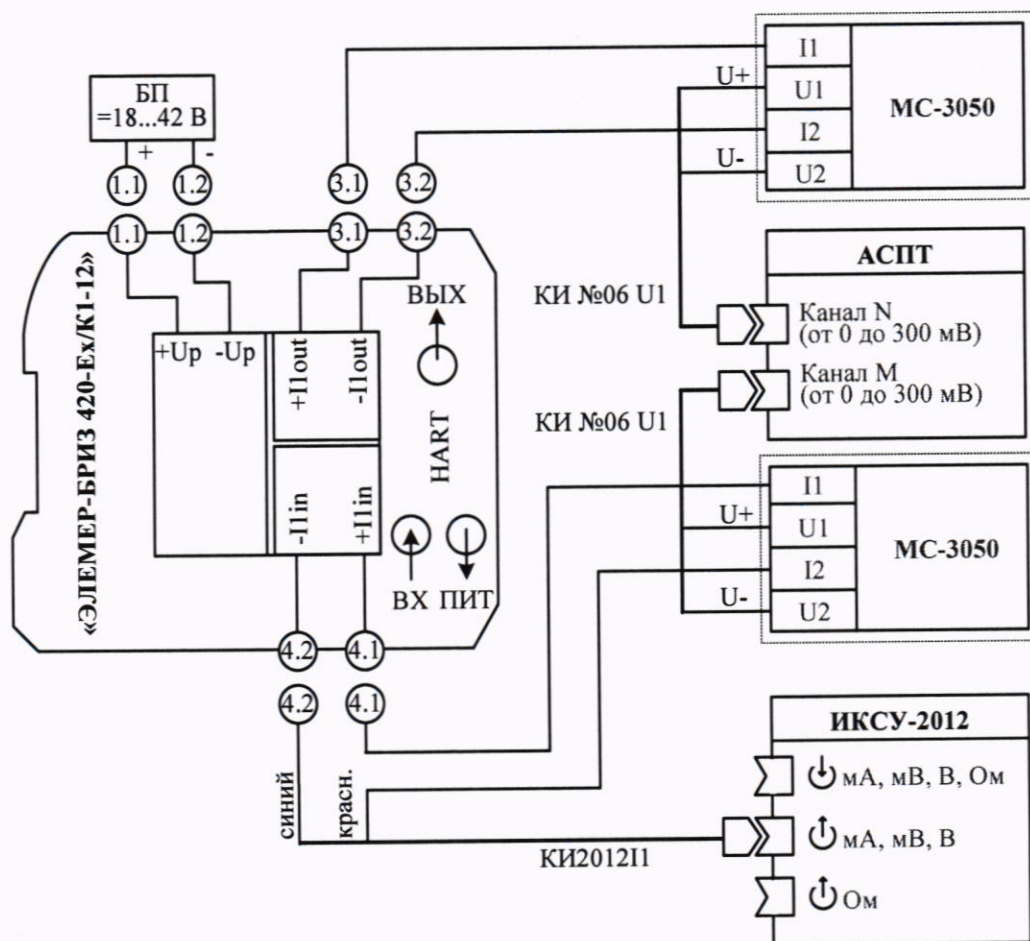 БП
=18...42 В
+
-
1.1
1.2
3.1
3.2
1.1
1.2
3.1
3.2
«ЭЛЕМЕР-БРИЗ 420-Ex/К1-12»
+Up
-Up
+I1out
-I1out
-I1in
+I1in
ВЫХ
HART
ВХ
ПИТ
4.2
4.1
4.2
4.1
синий
красн.
U+
U-
I1
U1
I2
U2
МС-3050
КИ №06 U1
АСПТ
Канал N
(от 0 до 300 мВ)
Канал М
(от 0 до 300 мВ)
КИ №06 U1
U+
U-
I1
U1
I2
U2
МС-3050
ИКСУ-2012
мА, мВ, В, Ом
мА, мВ, В
Ом
КИ2012I1